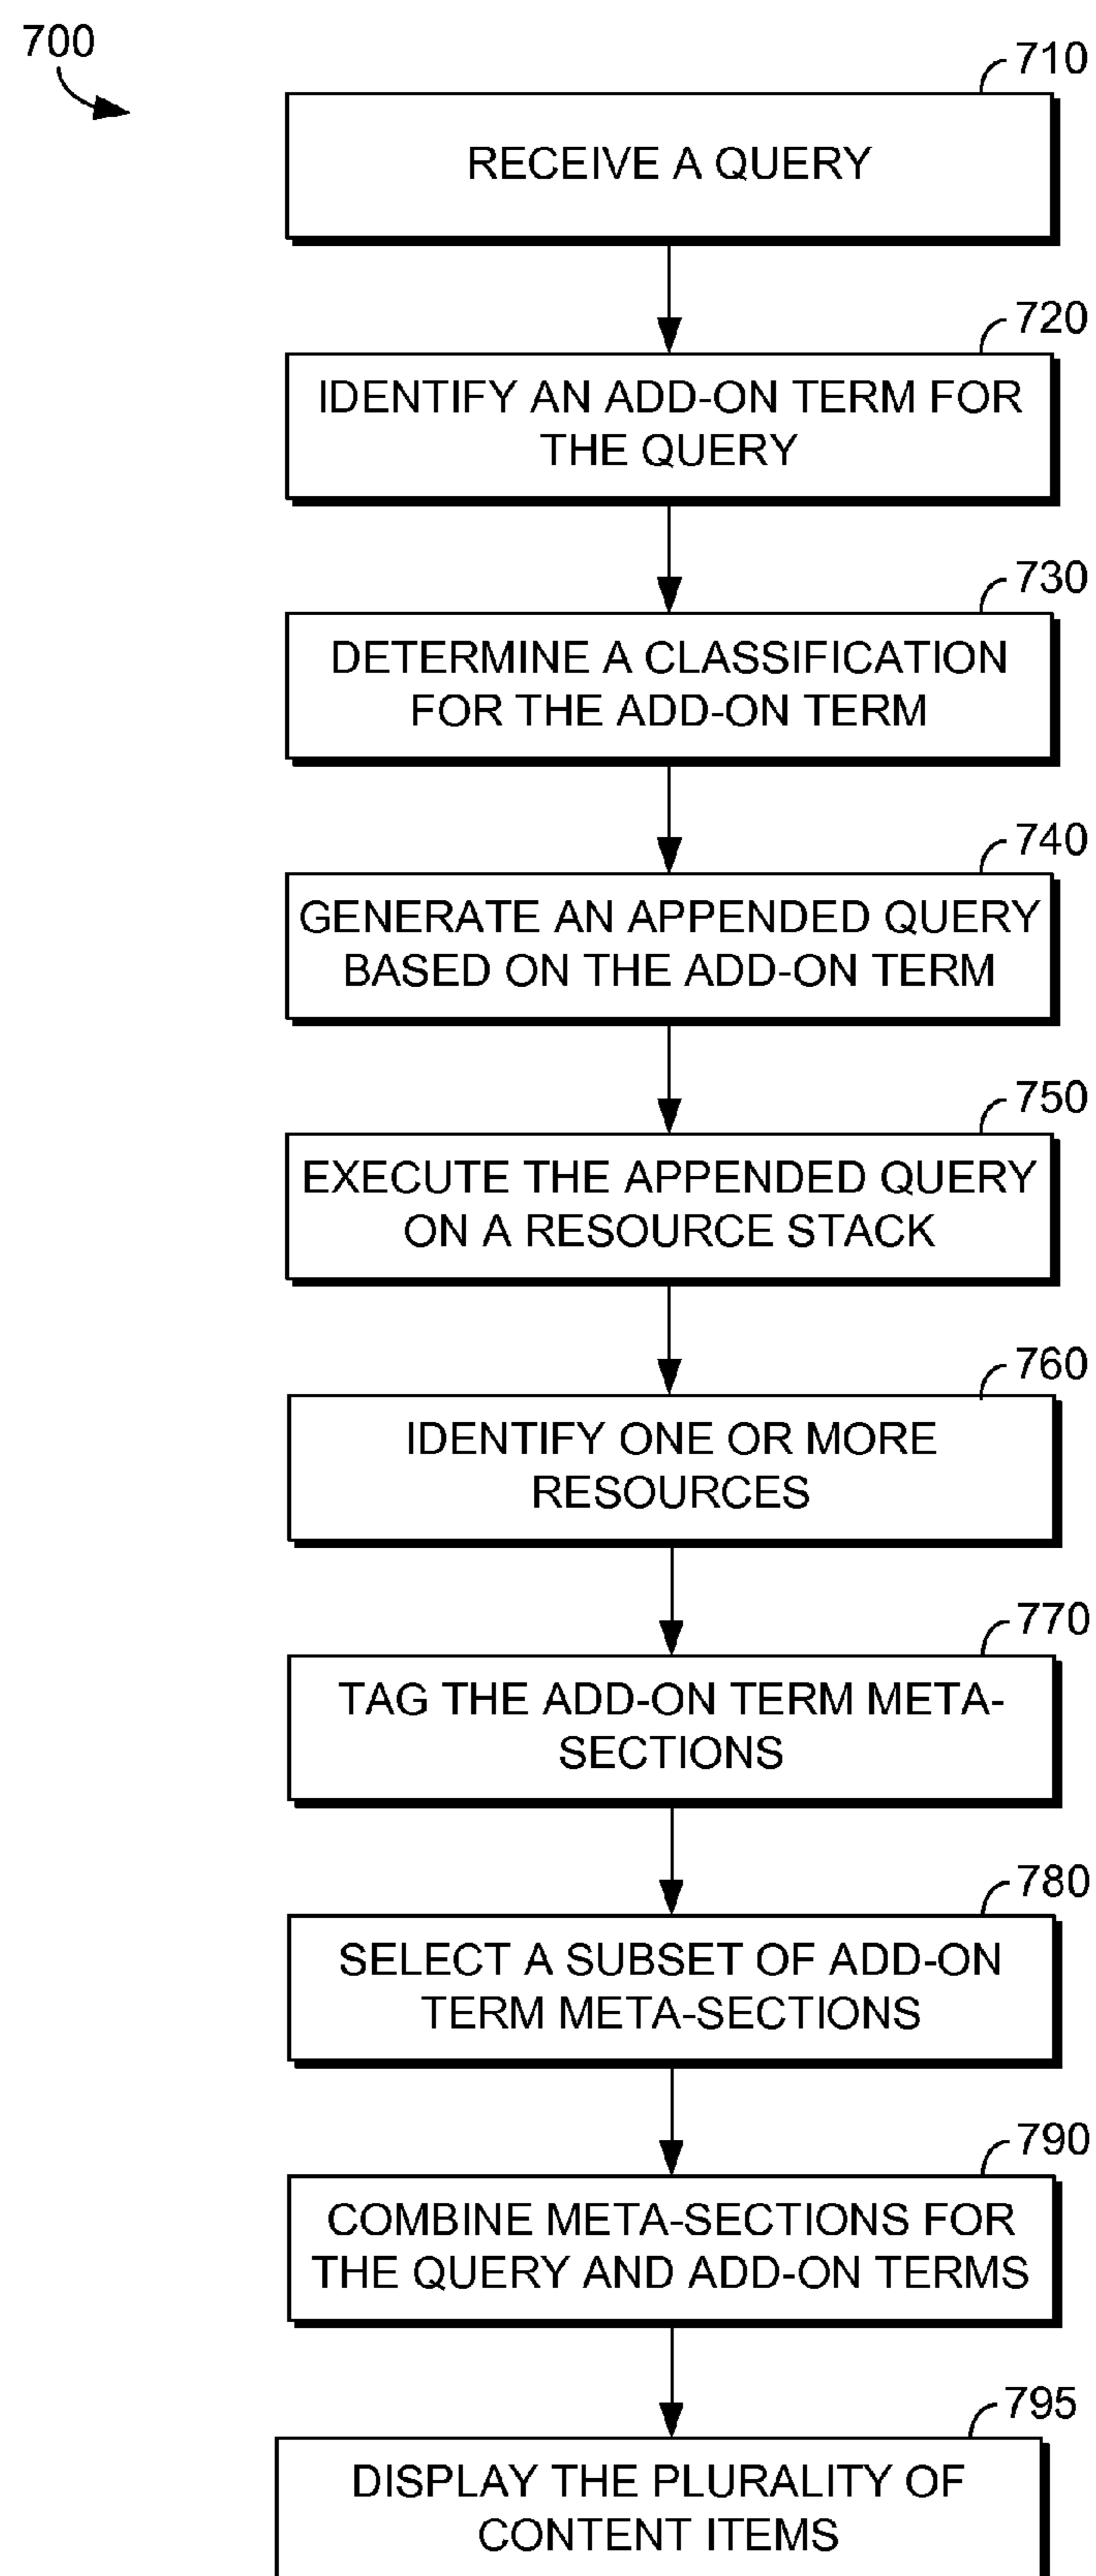 700
710
RECEIVE A QUERY
720
IDENTIFY AN ADD-ON TERM FOR
THE QUERY
730
DETERMINE A CLASSIFICATION
FOR THE ADD-ON TERM
740
GENERATE AN APPENDED QUERY
BASED ON THE ADD-ON TERM
750
EXECUTE THE APPENDED QUERY
ON A RESOURCE STACK
760
IDENTIFY ONE OR MORE
RESOURCES
770
TAG THE ADD-ON TERM META-
SECTIONS
780
SELECT A SUBSET OF ADD-ON
TERM META-SECTIONS
790
COMBINE META-SECTIONS FOR
THE QUERY AND ADD-ON TERMS
795
DISPLAY THE PLURALITY OF
CONTENT ITEMS